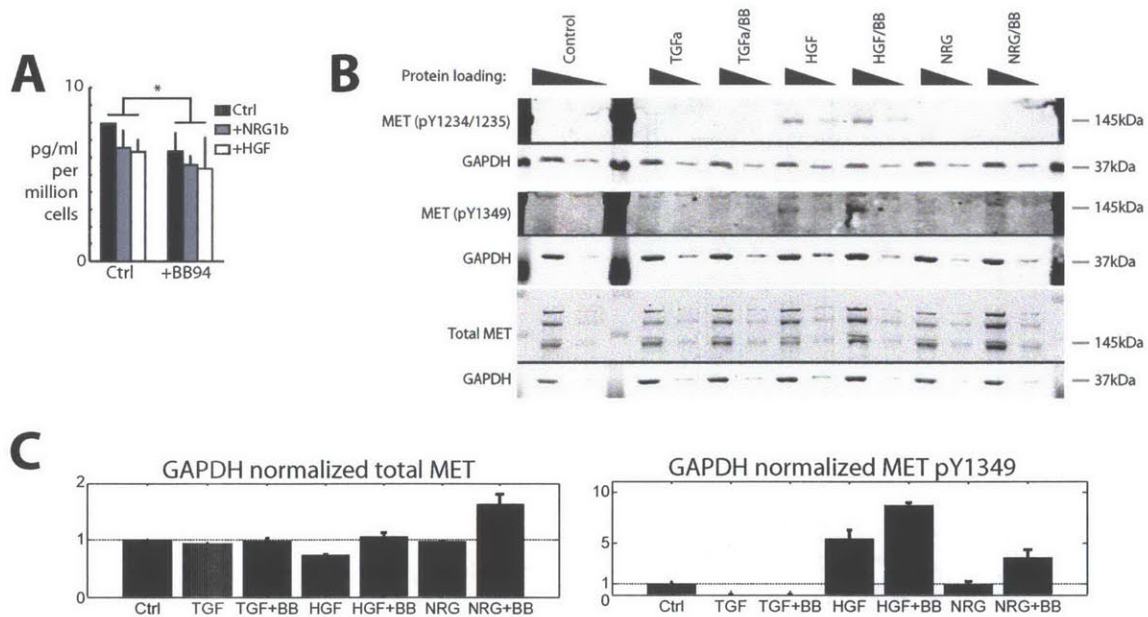 A
10
pg/ml
per
million
cells
0
Ctrl
+NRG1b
+HGF
*
Ctrl +BB94
B
Protein loading:
Control
TGFa
TGFa/BB
HGF
HGF/BB
NRG
NRG/BB
MET (pY1234/1235)
145kDa
GAPDH
37kDa
MET (pY1349)
145kDa
GAPDH
37kDa
Total MET
145kDa
GAPDH
37kDa
C
GAPDH normalized total MET
2
1
0
Ctrl TGF TGF+BB HGF HGF+BB NRG NRG+BB
GAPDH normalized MET pY1349
10
5
1
Ctrl TGF TGF+BB HGF HGF+BB NRG NRG+BB